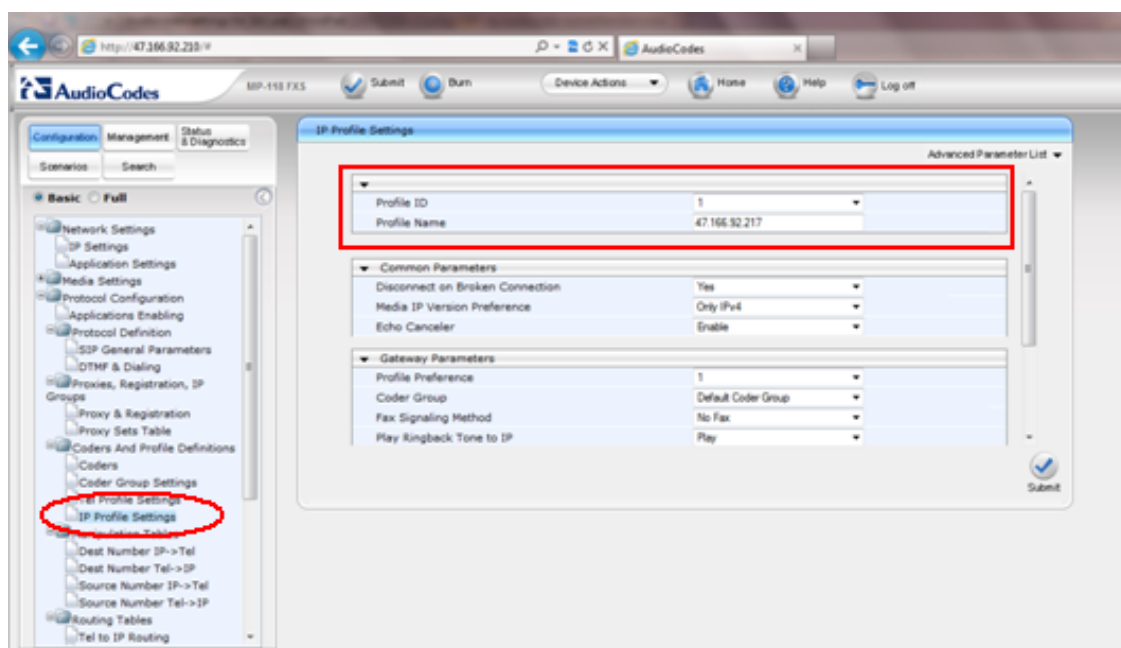 http://47.166.92.210/#
AudioCodes
AudioCodes
MP-118 FXS
Submit
Burn
Device Actions
Home
Help
Log off
Configuration
Management
Status
& Diagnostics
Scenarios
Search
Basic
Full
Network Settings
IP Settings
Application Settings
Media Settings
Protocol Configuration
Applications Enabling
Protocol Definition
SIP General Parameters
DTMF & Dialing
Proxies, Registration, IP
Groups
Proxy & Registration
Proxy Sets Table
Coders And Profile Definitions
Coders
Coder Group Settings
Tel Profile Settings
IP Profile Settings
Manipulation Tables
Dest Number IP->Tel
Dest Number Tel->IP
Source Number IP->Tel
Source Number Tel->IP
Routing Tables
Tel to IP Routing
IP Profile Settings
Advanced Parameter List
Profile ID 1
Profile Name 47.166.92.217
Common Parameters
Disconnect on Broken Connection Yes
Media IP Version Preference Only IPv4
Echo Canceler Enable
Gateway Parameters
Profile Preference 1
Coder Group Default Coder Group
Fax Signaling Method No Fax
Play Ringback Tone to IP Play
Submit